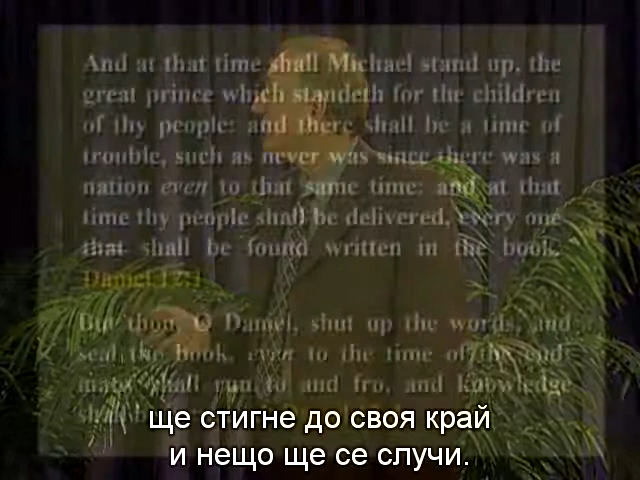 And at that time shall Michael stand up, the
great prince which standeth for the children
of thy people: and there shall be a time of
trouble, such as never was since there was a
nation even to that same time: and at that
time thy people shall be delivered, every one
that shall be found written in the book.
Daniel 12:1
But thou, O Daniel, shut up the words, and
seal the book, even to the time of the end:
many shall run to and fro, and knowledge
shall
ще стигне до своя край
и нещо ще се случи.